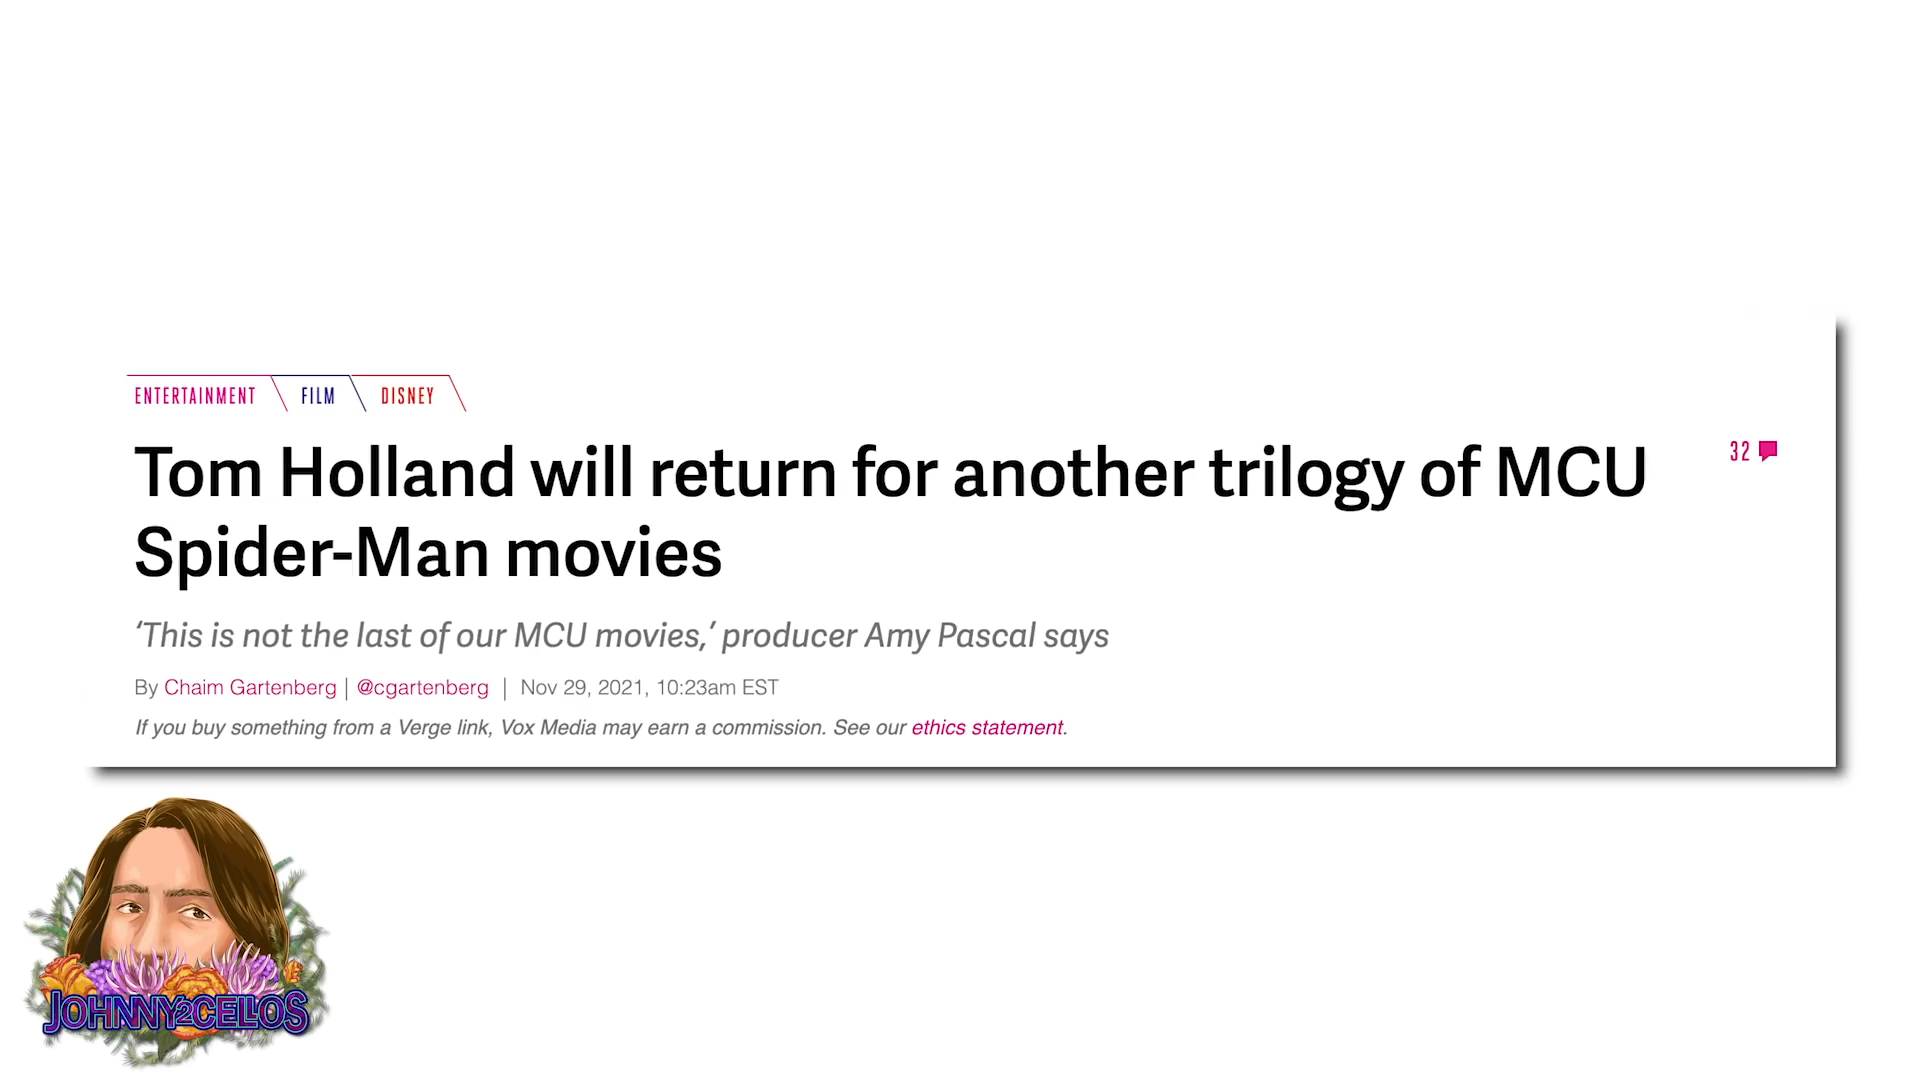 ENTERTAINMENT FILM DISNEY
Tom Holland will return for another trilogy of MCU
32
Spider-Man movies
‘This is not the last of our MCU movies,’ producer Amy Pascal says
By Chaim Gartenberg | @cgartenberg | Nov 29, 2021, 10:23am EST
If you buy something from a Verge link, Vox Media may earn a commission. See our ethics statement.
JOHNNY2CELLOS